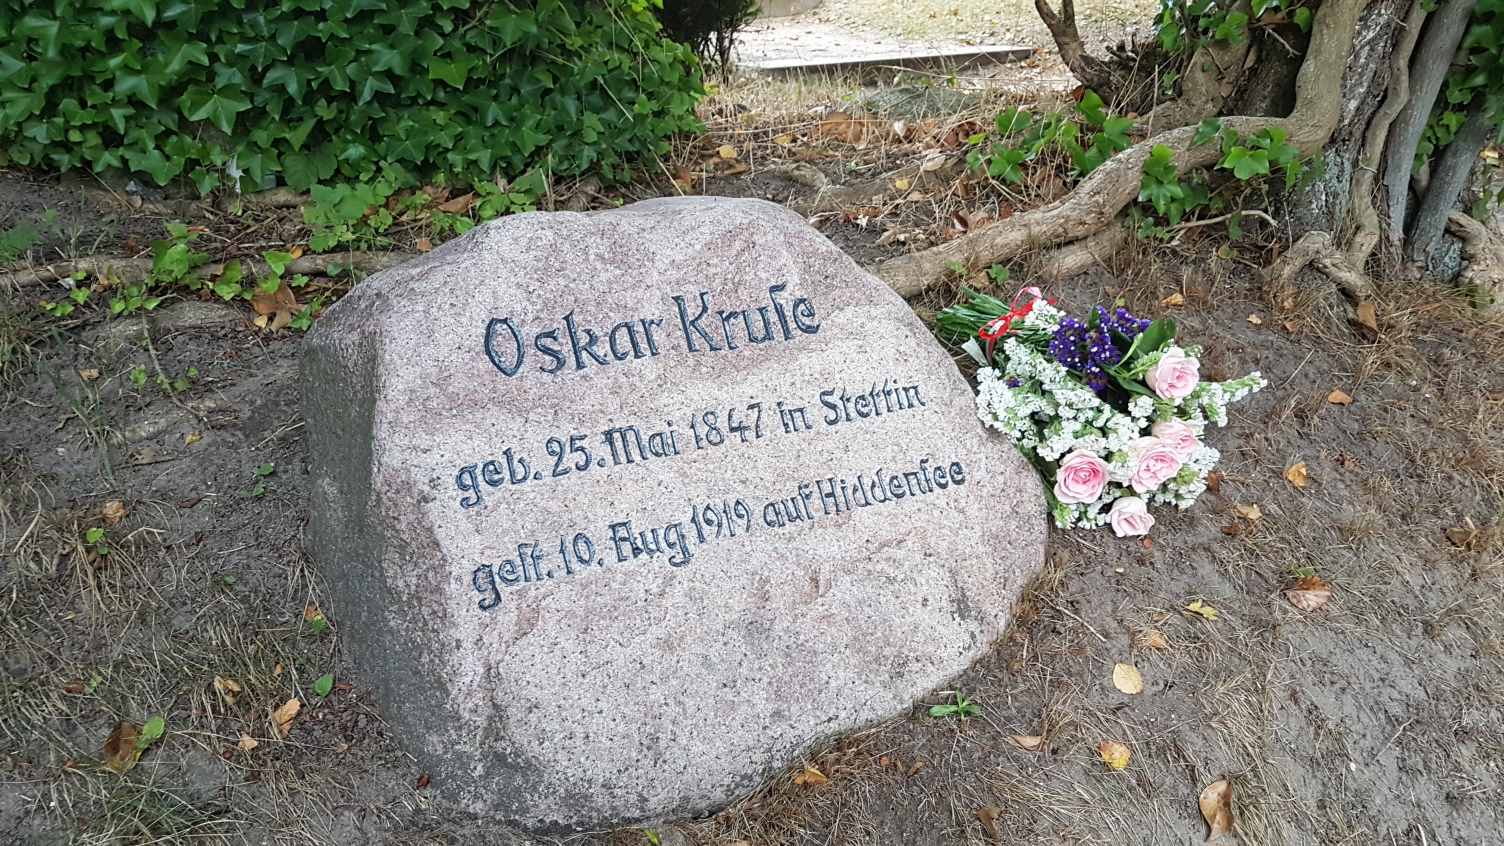 Oskar Kruſe
geb. 25. Mai 1847 in Stettin
geſt. 10. Aug 1919 auf Hiddenſee